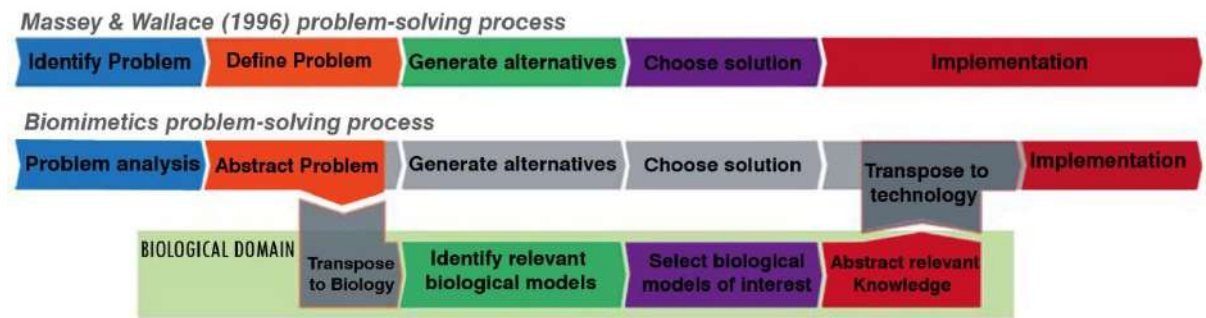 Massey & Wallace (1996) problem-solving process
Identify Problem
Define Problem
Generate alternatives
Choose solution
Implementation
Biomimetics problem-solving process
Problem analysis
Abstract Problem
Generate alternatives
Choose solution
Transpose to
technology
Implementation
BIOLOGICAL DOMAIN
Transpose
to Biology
Identify relevant
biological models
Select biological
models of interest
Abstract relevant
Knowledge